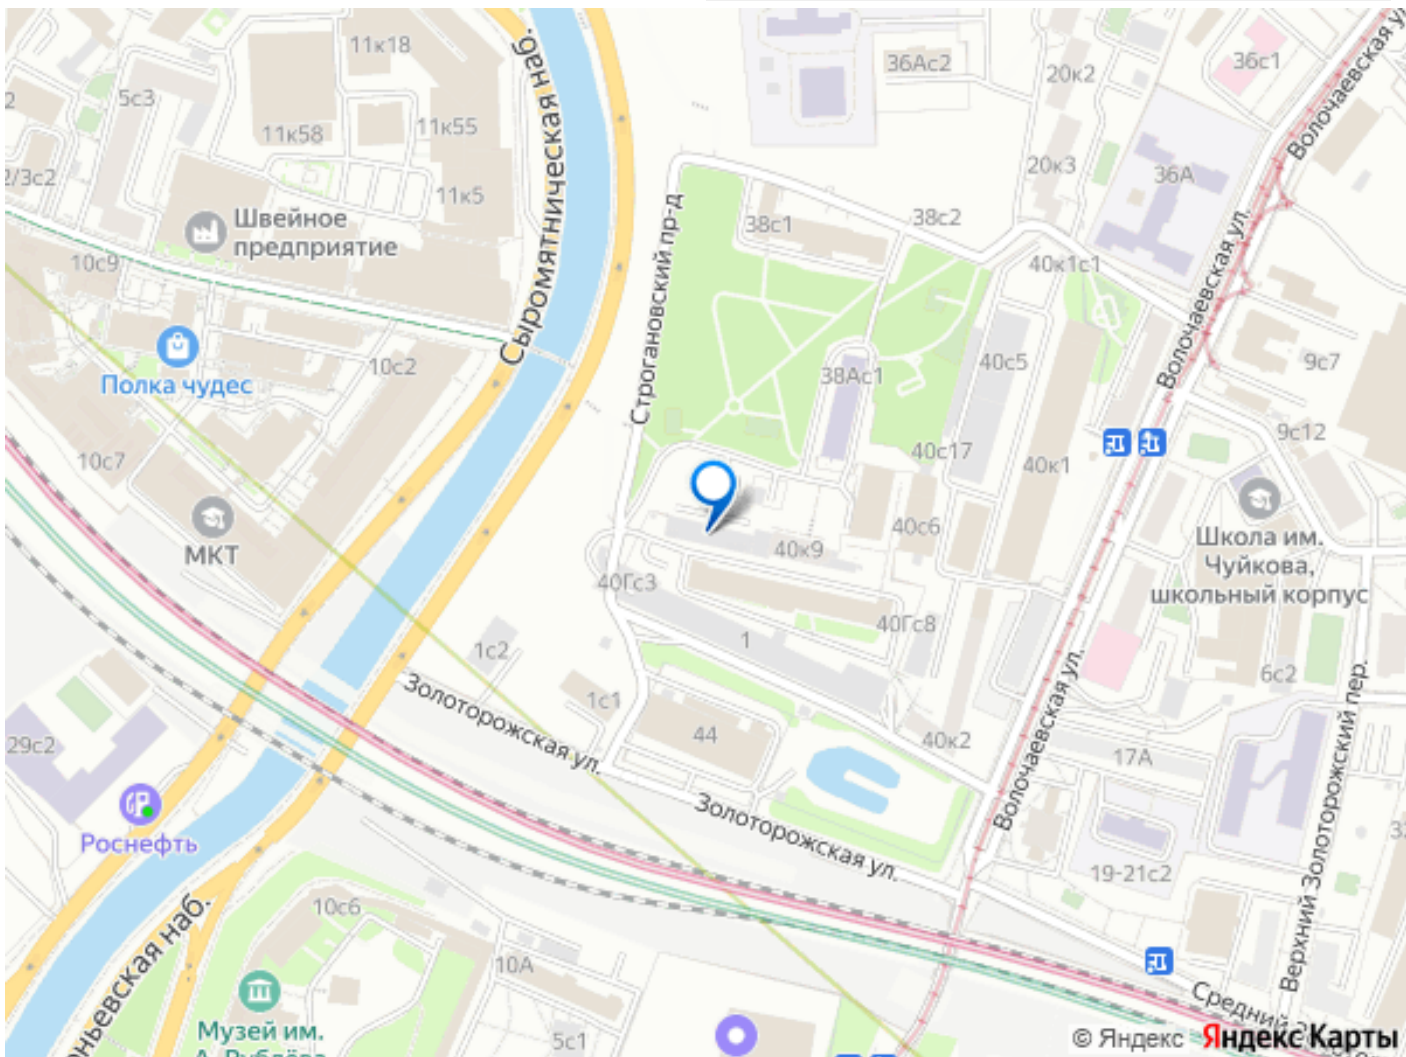 11к18
Сыромятническая наб.
36Ас2
20к2
36с1
Волочаевская ул.
2
5с3
11к58
11к55
2/3с2
11к5
20к3
36А
Швейное
предприятие
10с9
Строгановский пр-д
38с1
38с2
40к1с1
Волочаевская ул.
Полка чудес
10с2
38Ас1
40с5
9с7
10с7
40с17
40к1
9с12
МКТ
40с6
40к9
Школа им.
Чуйкова,
школьный корпус
40Гс3
40Гс8
1
1с2
6с2
Золоторожская ул.
1с1
44
40к2
Волочаевская ул.
17А
Верхний Золоторожский пер.
29с2
Роснефть
Золоторожская ул.
19-21с2
10с6
10А
Средний
Музей им.
А. Рублёва
5с1
© Яндекс Яндекс Карты